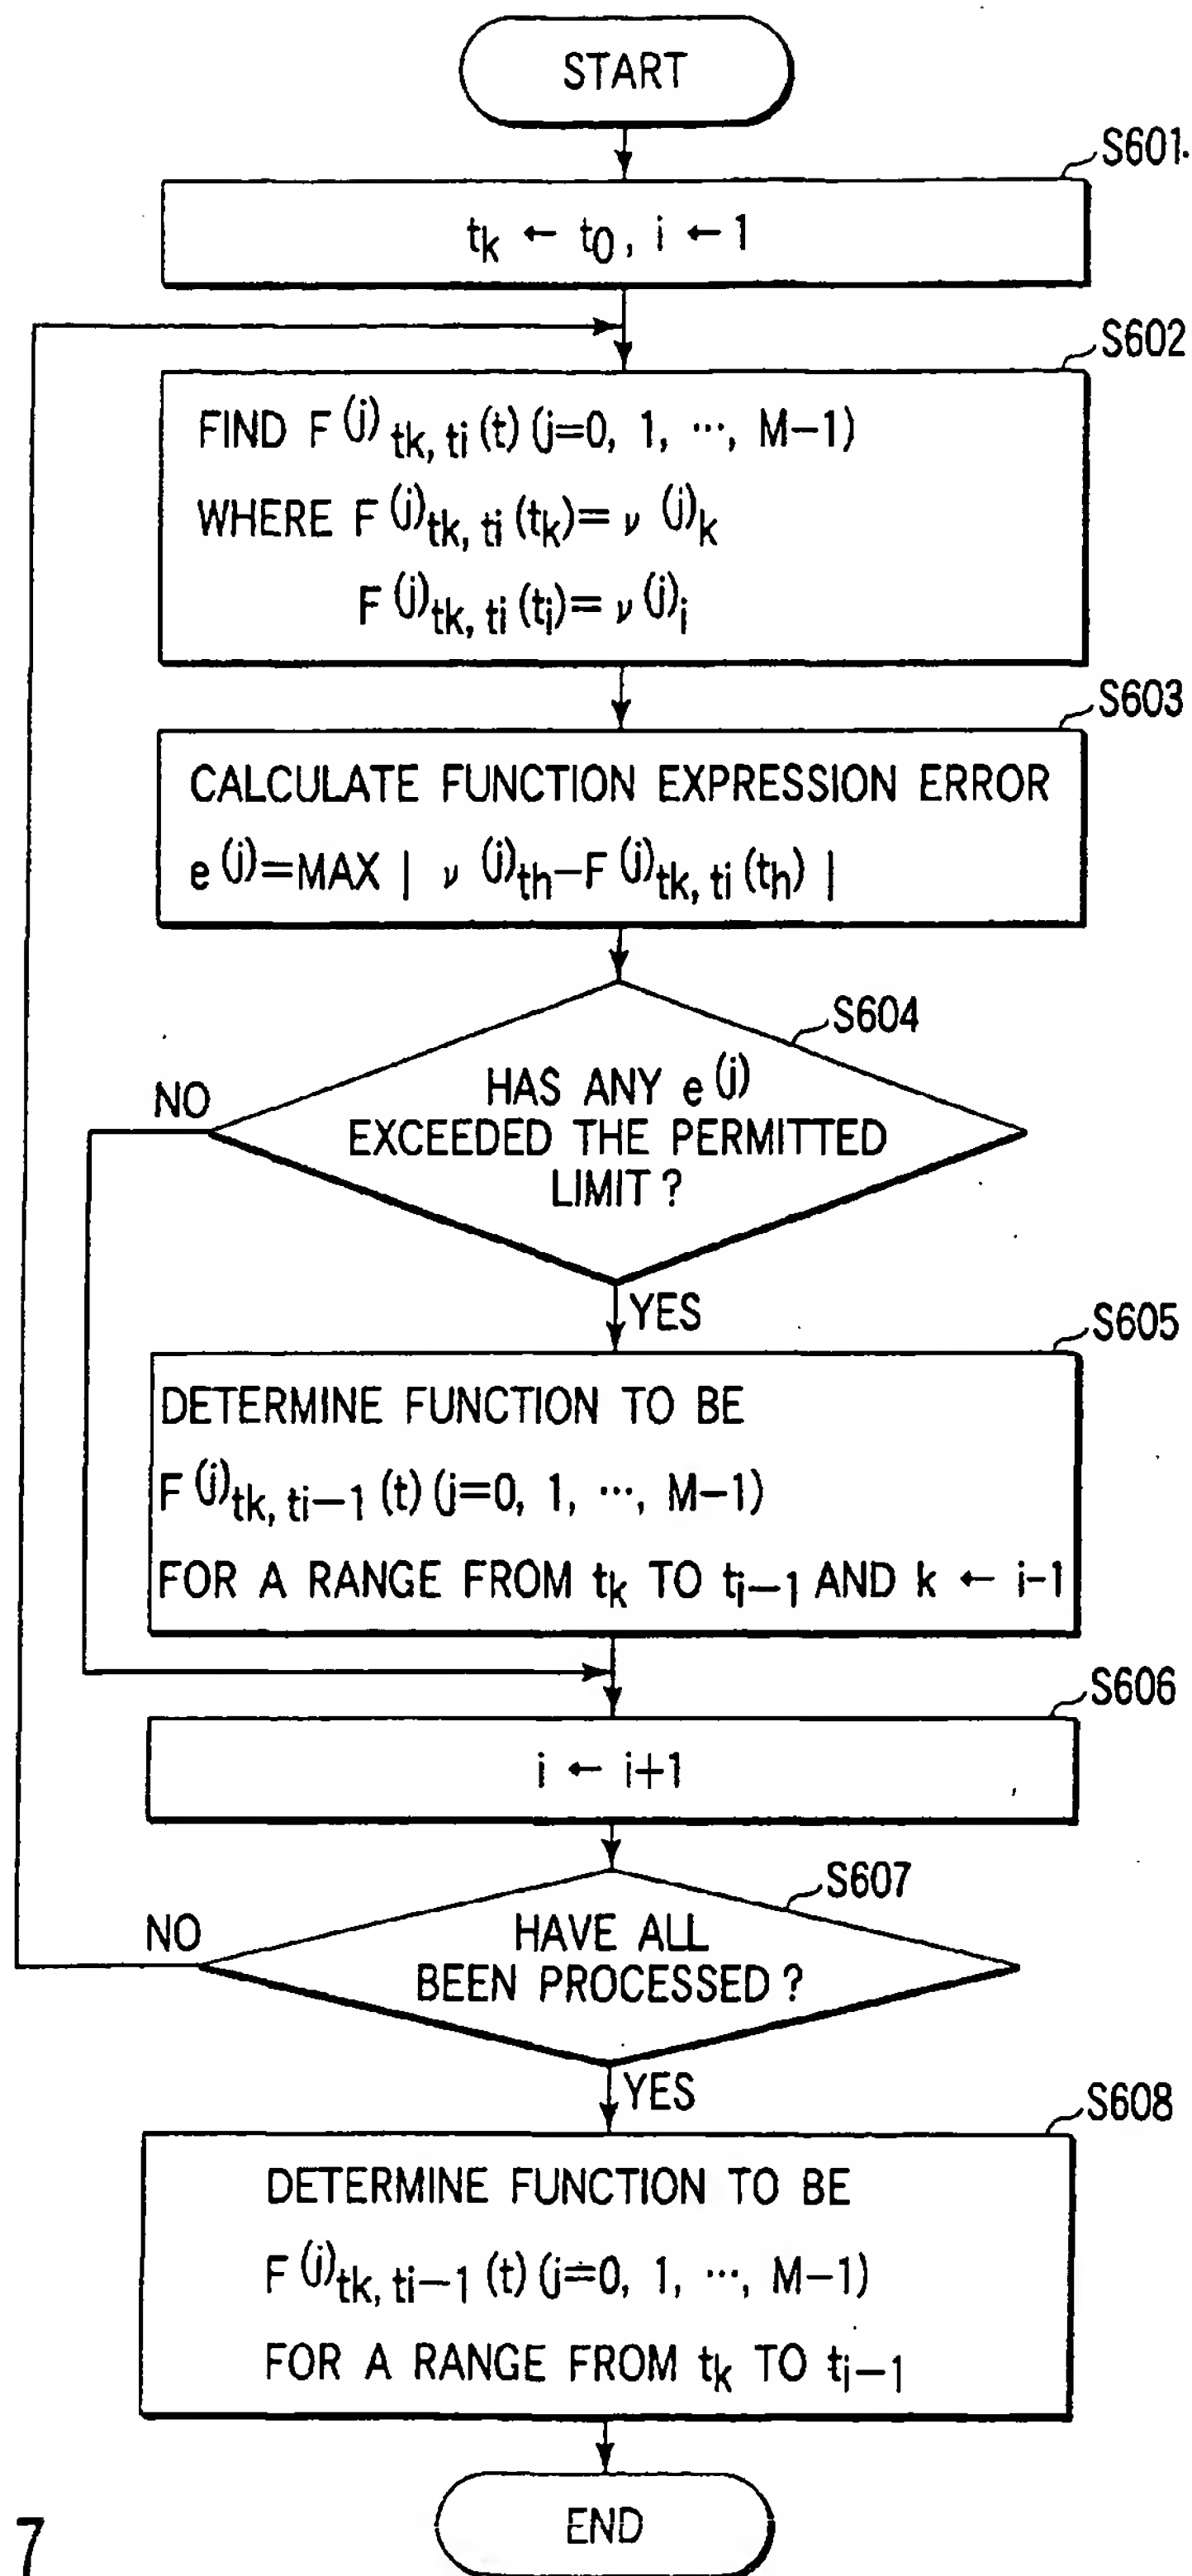 START
S601
tk ← t0, i ← 1
S602
FIND F (j) tk, ti (t) (j=0, 1, ···, M-1)
WHERE F (j) tk, ti (tk)= ν (j) k
F (j) tk, ti (ti)= ν (j) i
S603
CALCULATE FUNCTION EXPRESSION ERROR
e (j)=MAX | ν (j) th-F (j) tk, ti (th) |
S604
HAS ANY e (j)
EXCEEDED THE PERMITTED
LIMIT ?
NO
YES
S605
DETERMINE FUNCTION TO BE
F (j) tk, ti-1 (t) (j=0, 1, ···, M-1)
FOR A RANGE FROM tk TO ti-1 AND k ← i-1
S606
i ← i+1
S607
HAVE ALL
BEEN PROCESSED ?
NO
YES
S608
DETERMINE FUNCTION TO BE
F (j) tk, ti-1 (t) (j=0, 1, ···, M-1)
FOR A RANGE FROM tk TO ti-1
END
7